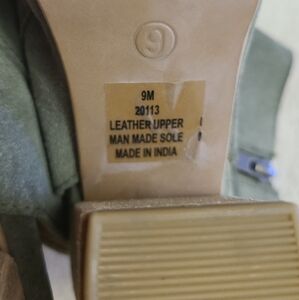 9
9M
20113
LEATHER UPPER
MAN MADE SOLE
MADE IN INDIA